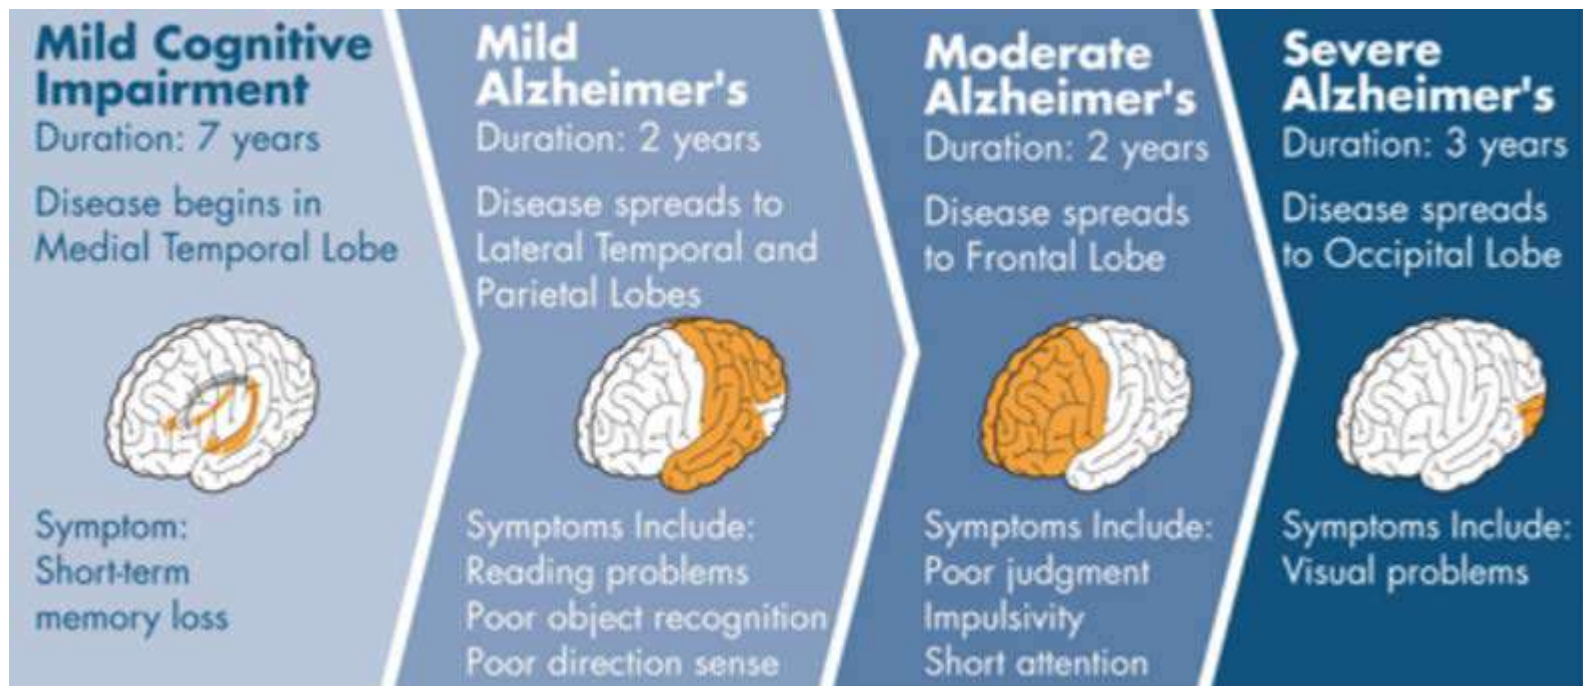 Mild Cognitive
Impairment
Duration: 7 years
Disease begins in
Medial Temporal Lobe
Symptom:
Short-term
memory loss
Mild
Alzheimer's
Duration: 2 years
Disease spreads to
Lateral Temporal and
Parietal Lobes
Symptoms Include:
Reading problems
Poor object recognition
Poor direction sense
Moderate
Alzheimer's
Duration: 2 years
Disease spreads
to Frontal Lobe
Symptoms Include:
Poor judgment
Impulsivity
Short attention
Severe
Alzheimer's
Duration: 3 years
Disease spreads
to Occipital Lobe
Symptoms Include:
Visual problems